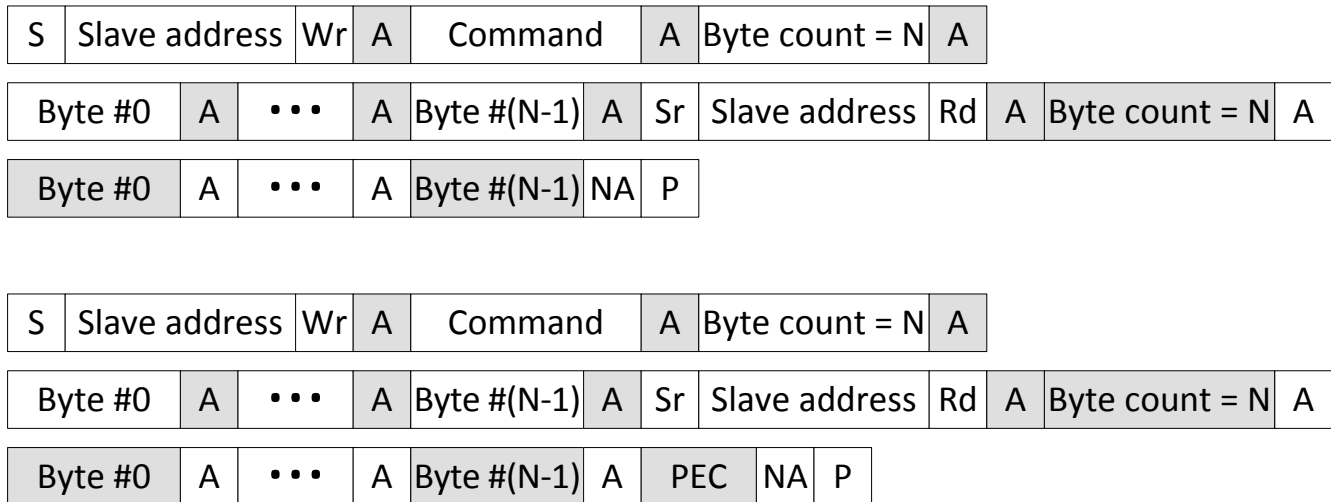 S Slave address Wr A Command A Byte count = N A
Byte #0 A ••• A Byte #(N-1) A Sr Slave address Rd A Byte count = N A
Byte #0 A ••• A Byte #(N-1) NA P
S Slave address Wr A Command A Byte count = N A
Byte #0 A ••• A Byte #(N-1) A Sr Slave address Rd A Byte count = N A
Byte #0 A ••• A Byte #(N-1) A PEC NA P